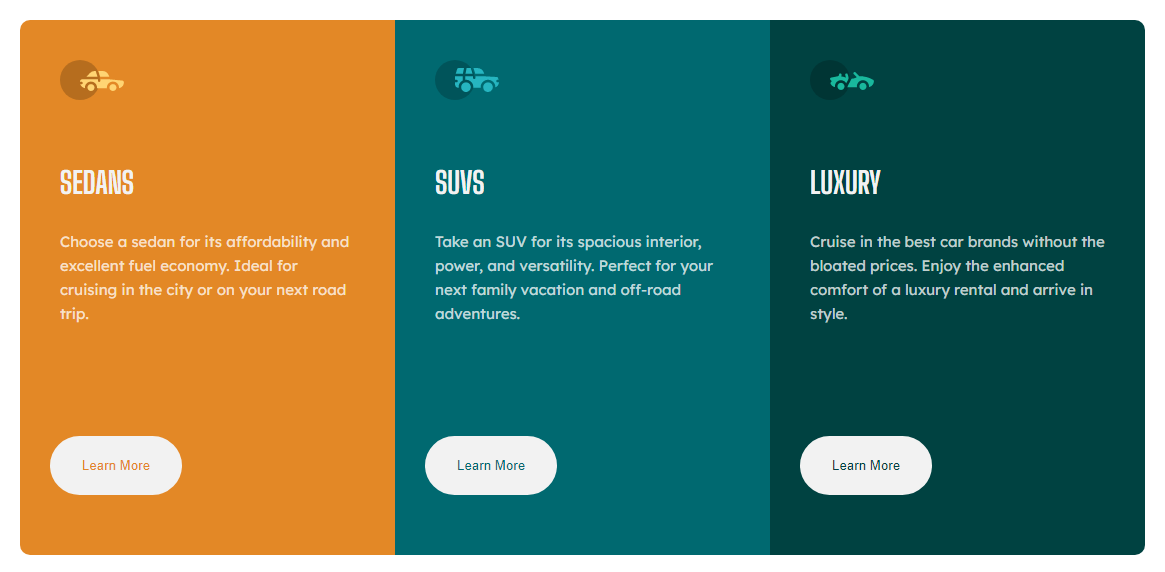 SEDANS
Choose a sedan for its affordability and
excellent fuel economy. Ideal for
cruising in the city or on your next road
trip.
Learn More
SUVS
Take an SUV for its spacious interior,
power, and versatility. Perfect for your
next family vacation and off-road
adventures.
Learn More
LUXURY
Cruise in the best car brands without the
bloated prices. Enjoy the enhanced
comfort of a luxury rental and arrive in
style.
Learn More